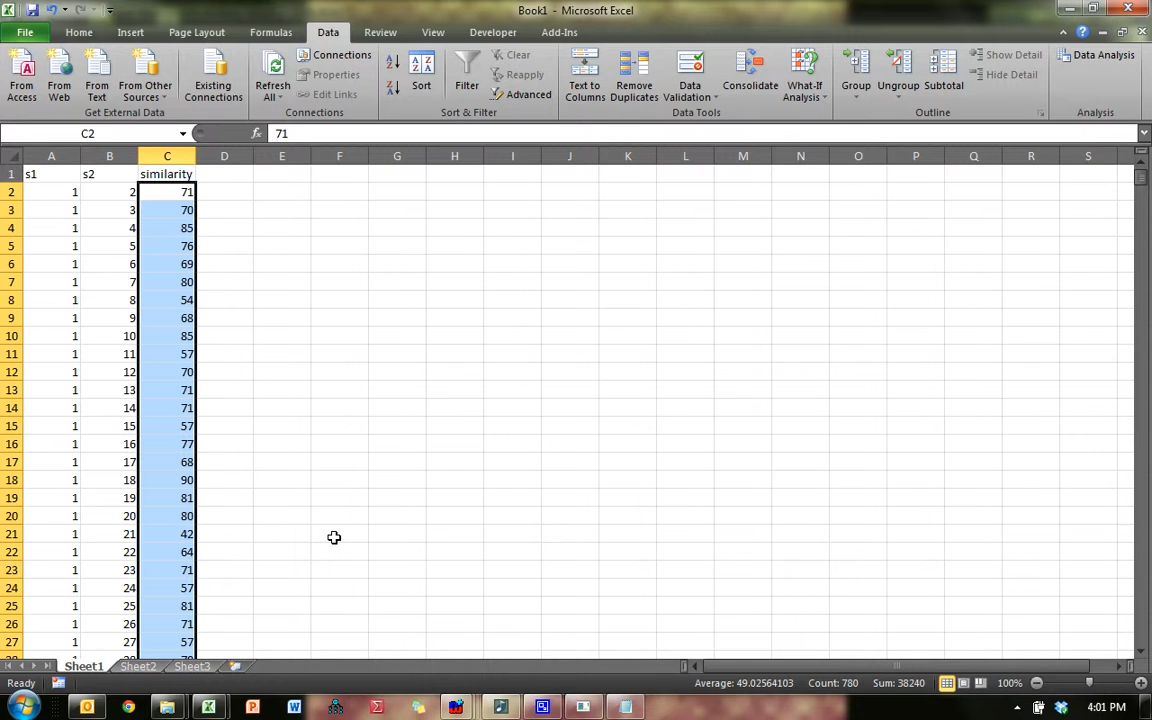 Book1 - Microsoft Excel
File Home Insert Page Layout Formulas Data Review View Developer Add-Ins
From Access
From Web
From Text
From Other Sources
Existing Connections
Get External Data
Refresh All
Connections
Properties
Edit Links
Connections
Sort
Filter
Clear
Reapply
Advanced
Sort & Filter
Text to Columns
Remove Duplicates
Data Validation
Consolidate
What-If Analysis
Data Tools
Group
Ungroup
Subtotal
Show Detail
Hide Detail
Outline
Data Analysis
Analysis
C2 fx 71
A B C D E F G H I J K L M N O P Q R S
1 s1 s2 similarity
2 1 2 71
3 1 3 70
4 1 4 85
5 1 5 76
6 1 6 69
7 1 7 80
8 1 8 54
9 1 9 68
10 1 10 85
11 1 11 57
12 1 12 70
13 1 13 71
14 1 14 71
15 1 15 57
16 1 16 77
17 1 17 68
18 1 18 90
19 1 19 81
20 1 20 80
21 1 21 42
22 1 22 64
23 1 23 71
24 1 24 57
25 1 25 81
26 1 26 71
27 1 27 57
Sheet1 Sheet2 Sheet3
Ready Average: 49.02564103 Count: 780 Sum: 38240 100%
4:01 PM